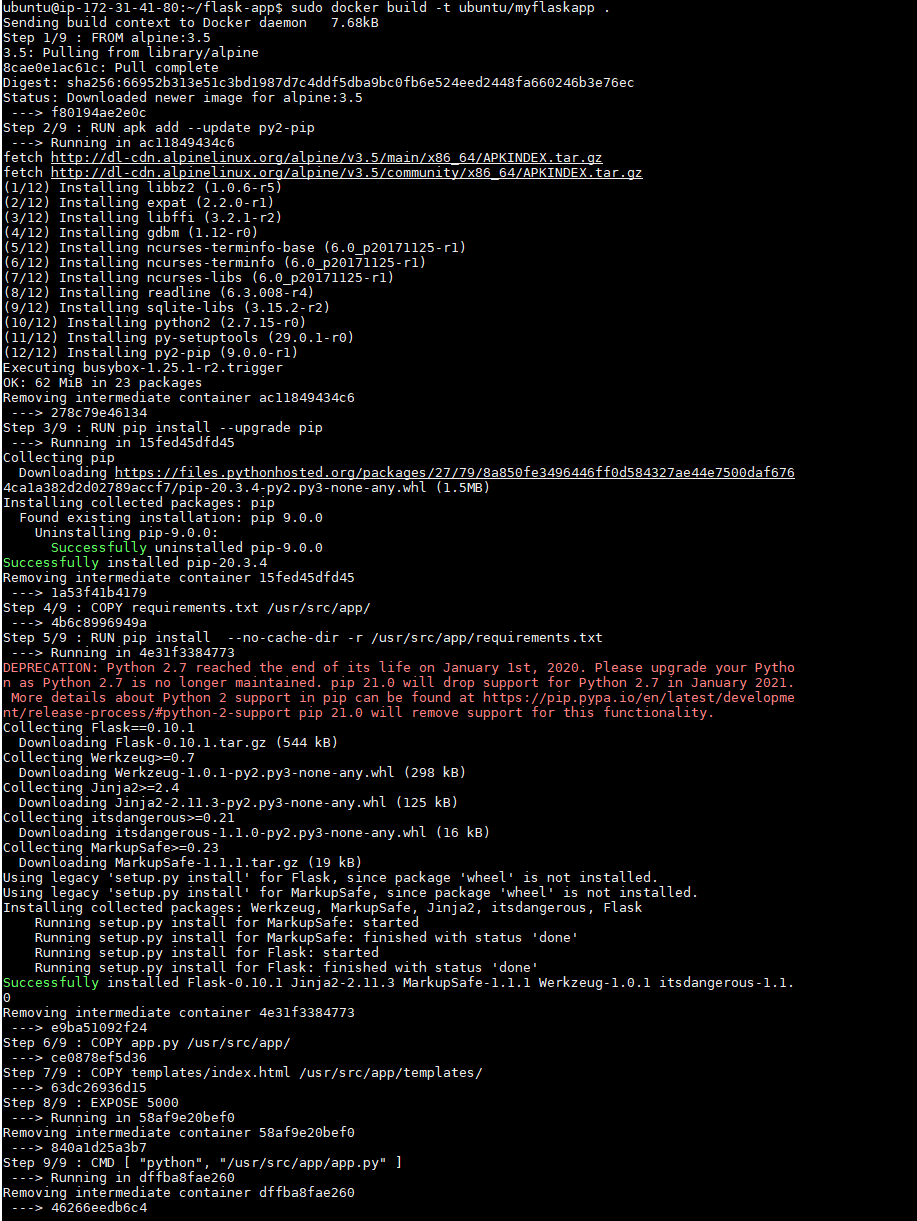 ubuntu@ip-172-31-41-80:~/flask-app$ sudo docker build -t ubuntu/myflaskapp .
Sending build context to Docker daemon   7.68kB
Step 1/9 : FROM alpine:3.5
3.5: Pulling from library/alpine
8cae0e1ac61c: Pull complete
Digest: sha256:66952b313e51c3bd1987d7c4ddf5dba9bc0fb6e524eed2448fa660246b3e76ec
Status: Downloaded newer image for alpine:3.5
 ---> f80194ae2e0c
Step 2/9 : RUN apk add --update py2-pip
 ---> Running in ac11849434c6
fetch http://dl-cdn.alpinelinux.org/alpine/v3.5/main/x86_64/APKINDEX.tar.gz
fetch http://dl-cdn.alpinelinux.org/alpine/v3.5/community/x86_64/APKINDEX.tar.gz
(1/12) Installing libbz2 (1.0.6-r5)
(2/12) Installing expat (2.2.0-r1)
(3/12) Installing libffi (3.2.1-r2)
(4/12) Installing gdbm (1.12-r0)
(5/12) Installing ncurses-terminfo-base (6.0_p20171125-r1)
(6/12) Installing ncurses-terminfo (6.0_p20171125-r1)
(7/12) Installing ncurses-libs (6.0_p20171125-r1)
(8/12) Installing readline (6.3.008-r4)
(9/12) Installing sqlite-libs (3.15.2-r2)
(10/12) Installing python2 (2.7.15-r0)
(11/12) Installing py-setuptools (29.0.1-r0)
(12/12) Installing py2-pip (9.0.0-r1)
Executing busybox-1.25.1-r2.trigger
OK: 62 MiB in 23 packages
Removing intermediate container ac11849434c6
 ---> 278c79e46134
Step 3/9 : RUN pip install --upgrade pip
 ---> Running in 15fed45dfd45
Collecting pip
  Downloading https://files.pythonhosted.org/packages/27/79/8a850fe3496446ff0d584327ae44e7500daf676
4ca1a382d2d02789accf7/pip-20.3.4-py2.py3-none-any.whl (1.5MB)
Installing collected packages: pip
  Found existing installation: pip 9.0.0
    Uninstalling pip-9.0.0:
      Successfully uninstalled pip-9.0.0
Successfully installed pip-20.3.4
Removing intermediate container 15fed45dfd45
 ---> 1a53f41b4179
Step 4/9 : COPY requirements.txt /usr/src/app/
 ---> 4b6c8996949a
Step 5/9 : RUN pip install  --no-cache-dir -r /usr/src/app/requirements.txt
 ---> Running in 4e31f3384773
DEPRECATION: Python 2.7 reached the end of its life on January 1st, 2020. Please upgrade your Pytho
n as Python 2.7 is no longer maintained. pip 21.0 will drop support for Python 2.7 in January 2021.
 More details about Python 2 support in pip can be found at https://pip.pypa.io/en/latest/developme
nt/release-process/#python-2-support pip 21.0 will remove support for this functionality.
Collecting Flask==0.10.1
  Downloading Flask-0.10.1.tar.gz (544 kB)
Collecting Werkzeug>=0.7
  Downloading Werkzeug-1.0.1-py2.py3-none-any.whl (298 kB)
Collecting Jinja2>=2.4
  Downloading Jinja2-2.11.3-py2.py3-none-any.whl (125 kB)
Collecting itsdangerous>=0.21
  Downloading itsdangerous-1.1.0-py2.py3-none-any.whl (16 kB)
Collecting MarkupSafe>=0.23
  Downloading MarkupSafe-1.1.1.tar.gz (19 kB)
Using legacy 'setup.py install' for Flask, since package 'wheel' is not installed.
Using legacy 'setup.py install' for MarkupSafe, since package 'wheel' is not installed.
Installing collected packages: Werkzeug, MarkupSafe, Jinja2, itsdangerous, Flask
    Running setup.py install for MarkupSafe: started
    Running setup.py install for MarkupSafe: finished with status 'done'
    Running setup.py install for Flask: started
    Running setup.py install for Flask: finished with status 'done'
Successfully installed Flask-0.10.1 Jinja2-2.11.3 MarkupSafe-1.1.1 Werkzeug-1.0.1 itsdangerous-1.1.
0
Removing intermediate container 4e31f3384773
 ---> e9ba51092f24
Step 6/9 : COPY app.py /usr/src/app/
 ---> ce0878ef5d36
Step 7/9 : COPY templates/index.html /usr/src/app/templates/
 ---> 63dc26936d15
Step 8/9 : EXPOSE 5000
 ---> Running in 58af9e20bef0
Removing intermediate container 58af9e20bef0
 ---> 840a1d25a3b7
Step 9/9 : CMD [ "python", "/usr/src/app/app.py" ]
 ---> Running in dffba8fae260
Removing intermediate container dffba8fae260
 ---> 46266eedb6c4